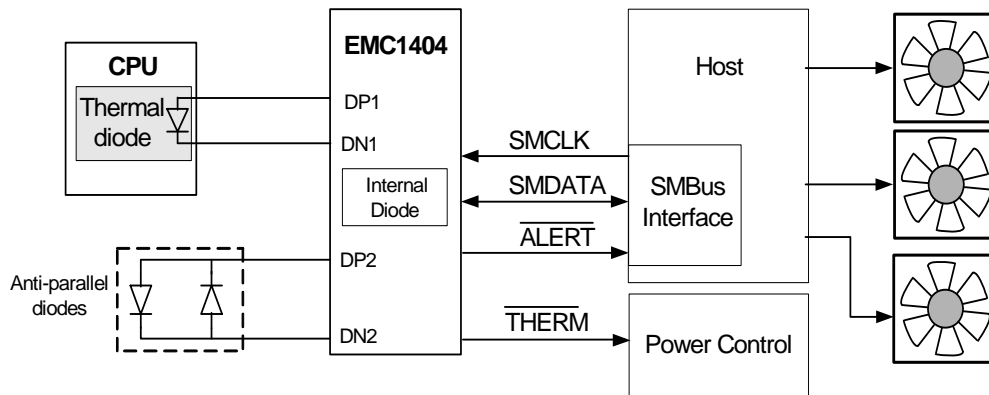 EMC1404
CPU
Thermal
diode
DP1
DN1
Internal
Diode
DP2
DN2
Anti-parallel
diodes
SMCLK
SMDATA
ALERT
THERM
Host
SMBus
Interface
Power Control